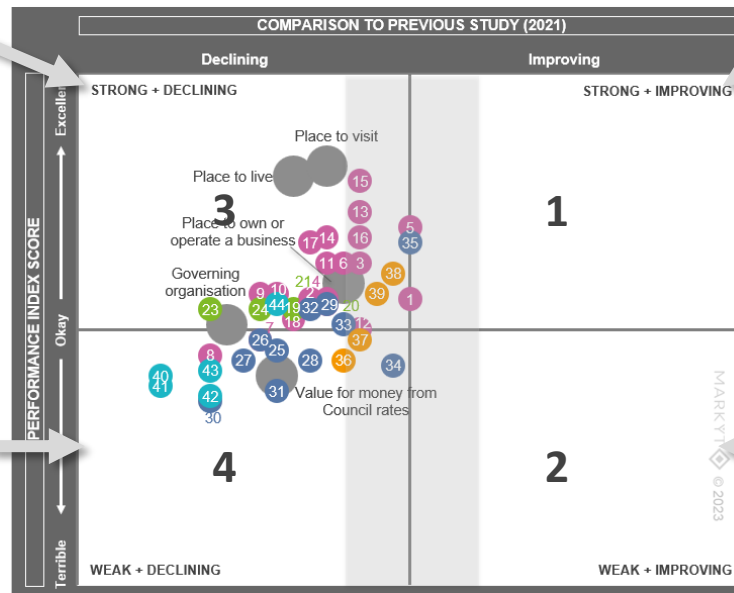 COMPARISON TO PREVIOUS STUDY (2021)
Declining
Improving
PERFORMANCE INDEX SCORE
Excellent
Okay
Terrible
STRONG + DECLINING
STRONG + IMPROVING
Place to visit
Place to live
15
3
1
13
Place to own or
operate a business
5
17
14
16
35
11
6
3
38
Governing
organisation
21
4
9
10
2
39
1
23
24
44
19
32
29
20
18
33
12
7
26
37
8
25
27
28
36
34
40
43
41
31
Value for money from
Council rates
42
30
4
2
MARKYT
© 2023
WEAK + DECLINING
WEAK + IMPROVING